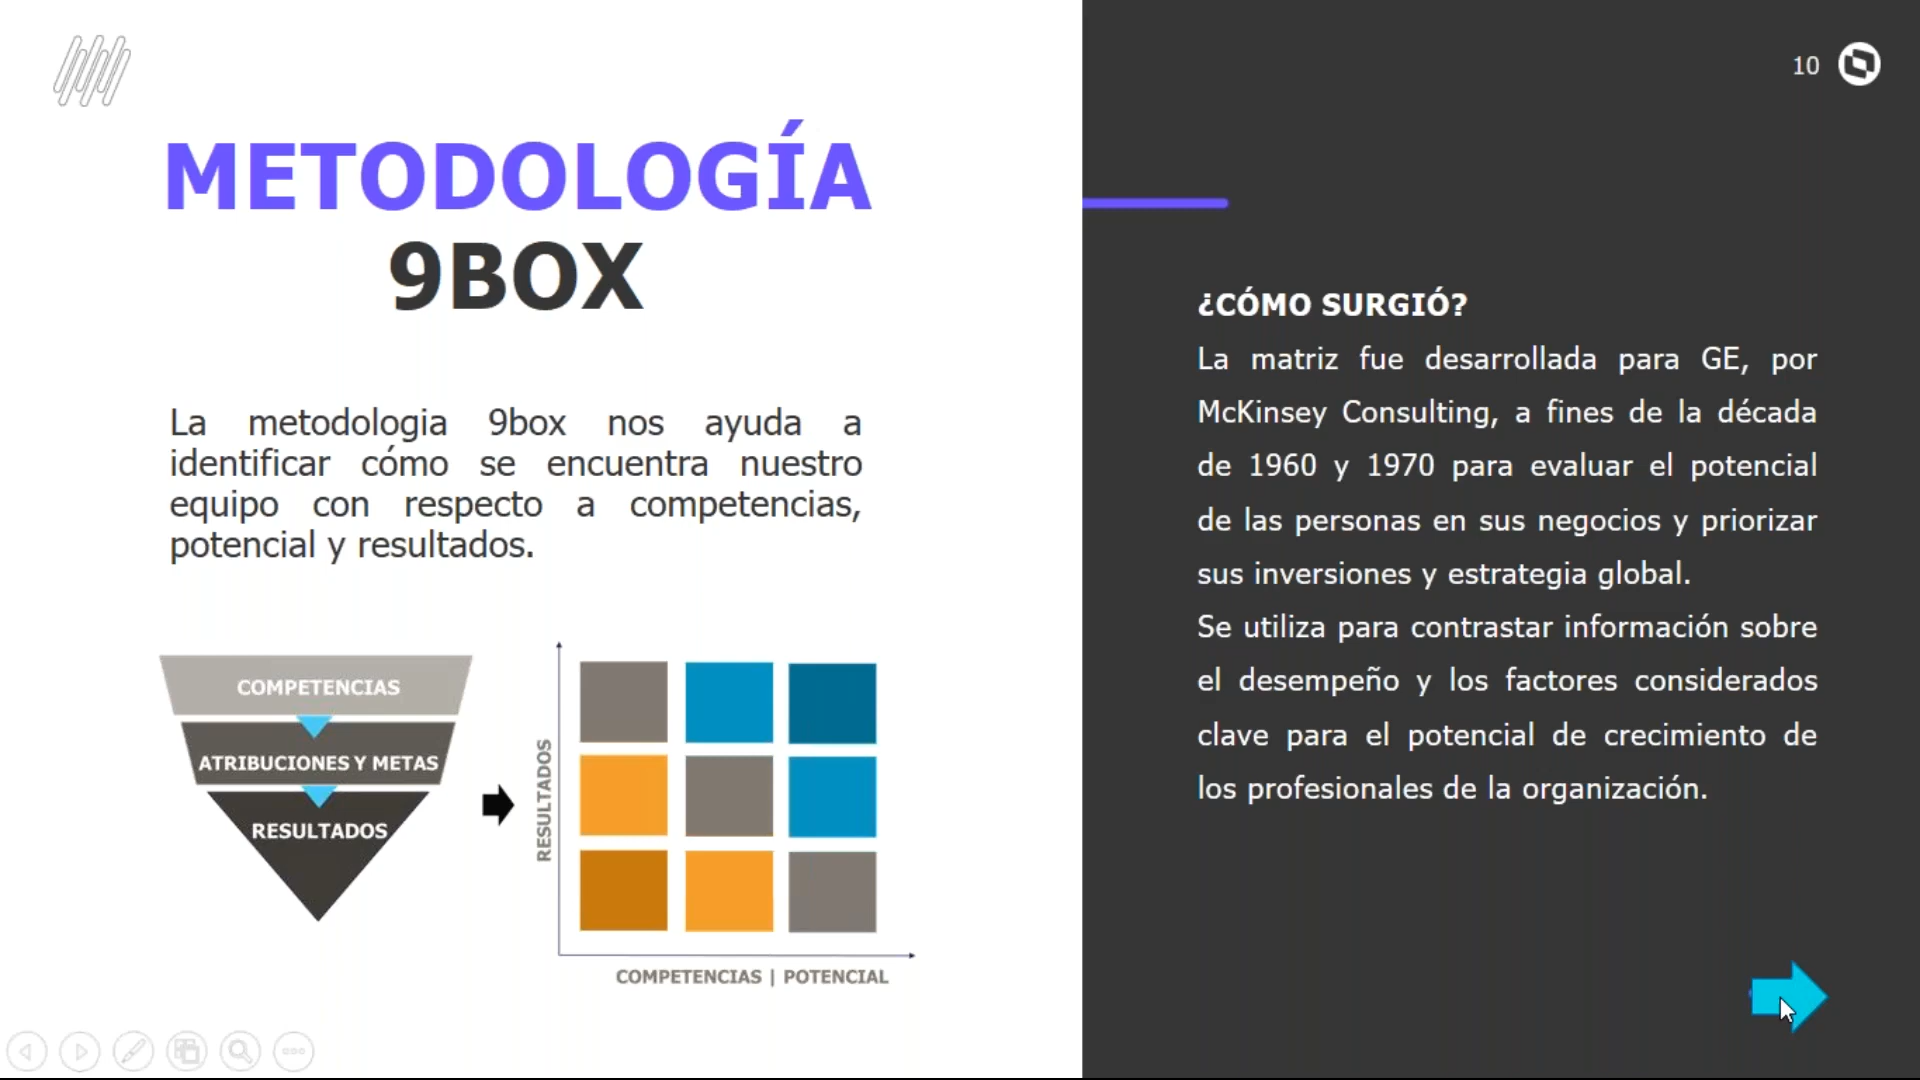 10
METODOLOGÍA
9BOX
La metodologia 9box nos ayuda a
identificar cómo se encuentra nuestro
equipo con respecto a competencias,
potencial y resultados.
COMPETENCIAS
ATRIBUCIONES Y METAS
RESULTADOS
RESULTADOS
COMPETENCIAS | POTENCIAL
¿CÓMO SURGIÓ?
La matriz fue desarrollada para GE, por
McKinsey Consulting, a fines de la década
de 1960 y 1970 para evaluar el potencial
de las personas en sus negocios y priorizar
sus inversiones y estrategia global.
Se utiliza para contrastar información sobre
el desempeño y los factores considerados
clave para el potencial de crecimiento de
los profesionales de la organización.